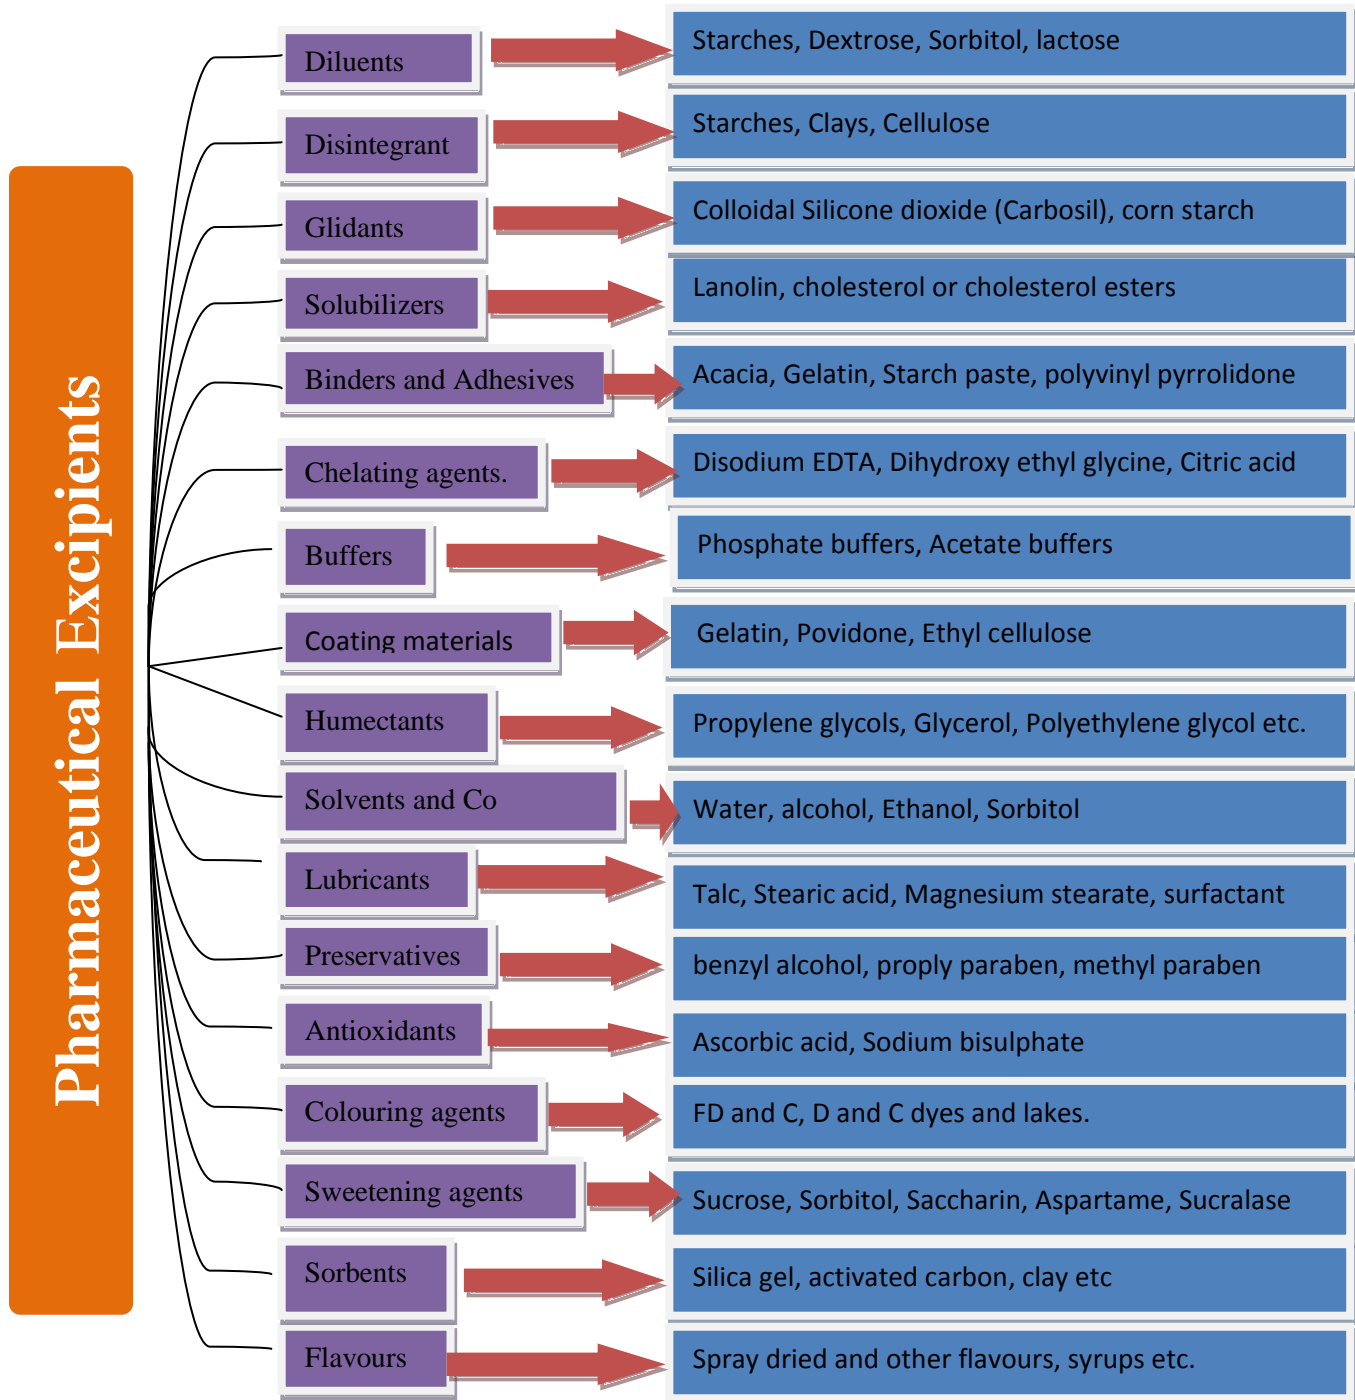 Pharmaceutical Excipients
Diluents
Starches, Dextrose, Sorbitol, lactose
Disintegrant
Starches, Clays, Cellulose
Glidants
Colloidal Silicone dioxide (Carbosil), corn starch
Solubilizers
Lanolin, cholesterol or cholesterol esters
Binders and Adhesives
Acacia, Gelatin, Starch paste, polyvinyl pyrrolidone
Chelating agents.
Disodium EDTA, Dihydroxy ethyl glycine, Citric acid
Buffers
Phosphate buffers, Acetate buffers
Coating materials
Gelatin, Povidone, Ethyl cellulose
Humectants
Propylene glycols, Glycerol, Polyethylene glycol etc.
Solvents and Co
Water, alcohol, Ethanol, Sorbitol
Lubricants
Talc, Stearic acid, Magnesium stearate, surfactant
Preservatives
benzyl alcohol, proply paraben, methyl paraben
Antioxidants
Ascorbic acid, Sodium bisulphate
Colouring agents
FD and C, D and C dyes and lakes.
Sweetening agents
Sucrose, Sorbitol, Saccharin, Aspartame, Sucralase
Sorbents
Silica gel, activated carbon, clay etc
Flavours
Spray dried and other flavours, syrups etc.